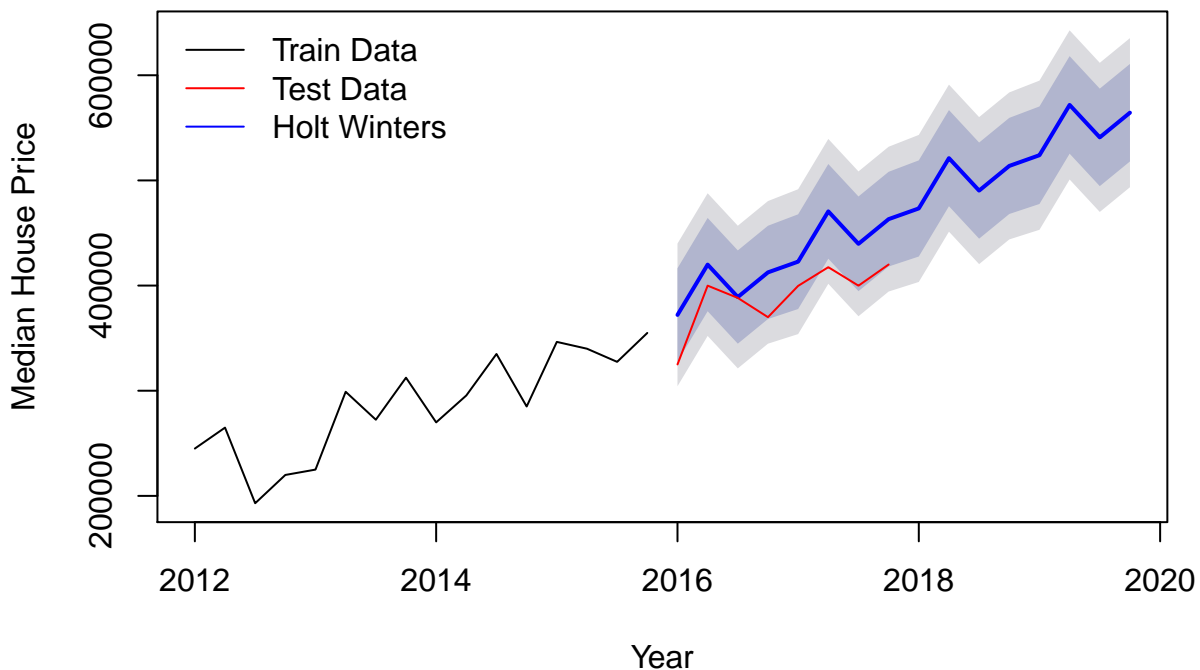 Train Data
Test Data
Holt Winters
Median House Price
600000
400000
200000
2012 2014 2016 2018 2020
Year